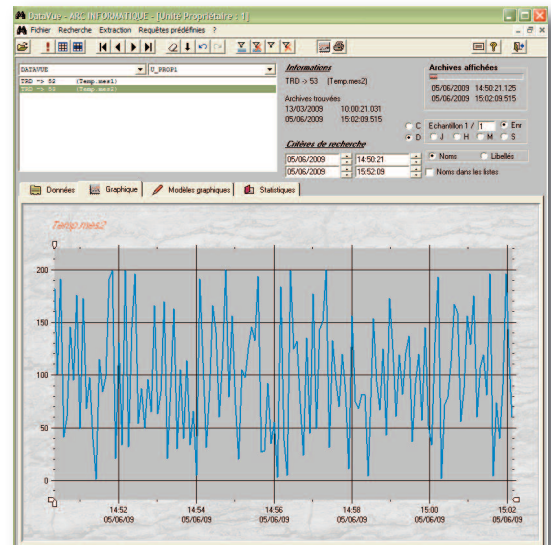 DataVue - ARC INFORMATIQUE - [Unité Propriétaire : 1]
Fichier Recherche Extraction Requêtes prédéfinies ?
DATAVUE
U_PROP1
TRD -> 52 (Temp.mes1)
TRD -> 53 (Temp.mes2)
Informations
TRD -> 53 (Temp.mes2)
Archives trouvées
13/03/2009 10:00:21.031
05/06/2009 15:02:09.515
Critères de recherche
05/06/2009 14:50:21
05/06/2009 15:52:09
Archives affichées
05/06/2009 14:50:21.125
05/06/2009 15:02:09.515
C Echantillon 1 / 1 Enr
D J H M S
Noms Libellés
Noms dans les listes
Données Graphique Modèles graphiques Statistiques
Temp.mes2
200
150
100
50
0
14:52 14:54 14:56 14:58 15:00 15:02
05/06/09 05/06/09 05/06/09 05/06/09 05/06/09 05/06/09